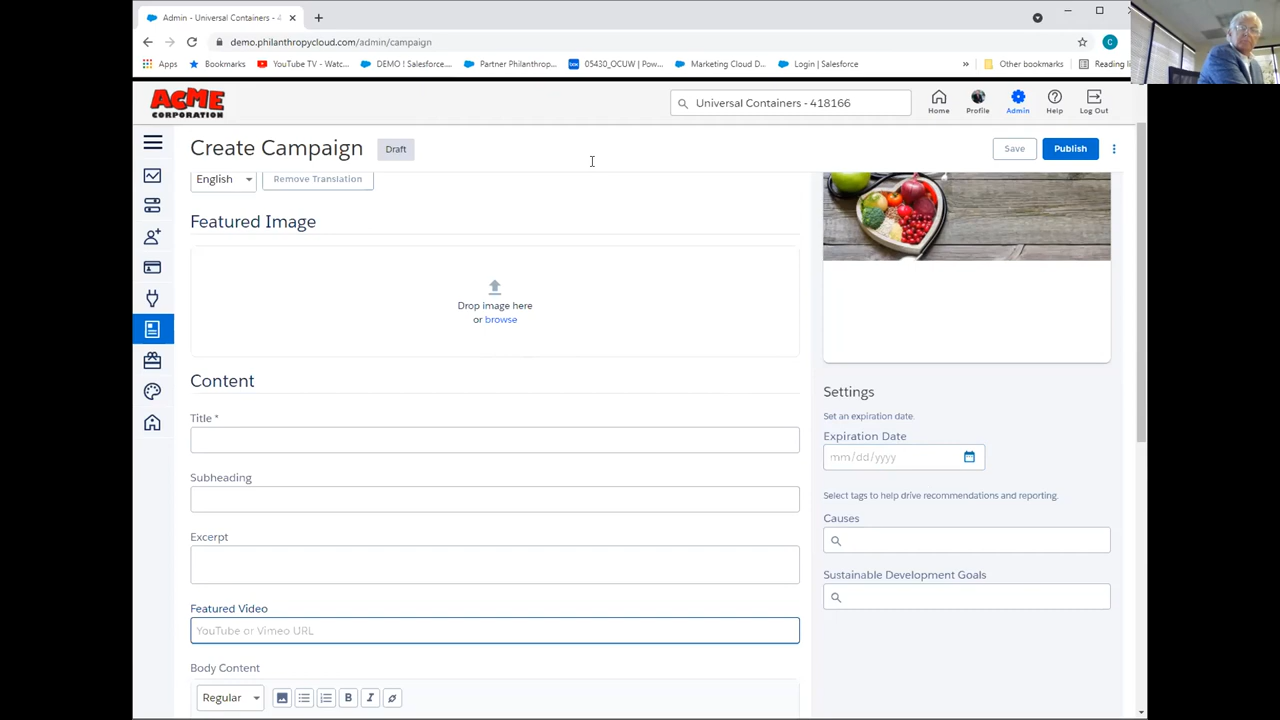 Admin - Universal Containers - 4
demo.philanthropycloud.com/admin/campaign
C
Apps Bookmarks YouTube TV - Watc... DEMO ! Salesforce.... Partner Philanthrop... box 05430_OCUW | Pow... Marketing Cloud D... Login | Salesforce » Other bookmarks Reading li
ACME
CORPORATION
Universal Containers - 418166
Home Profile Admin Help Log Out
Create Campaign Draft
Save Publish
English Remove Translation
Featured Image
Drop image here
or browse
Content
Title *
Subheading
Excerpt
Featured Video
YouTube or Vimeo URL
Body Content
Regular B I
Settings
Set an expiration date.
Expiration Date
mm/dd/yyyy
Select tags to help drive recommendations and reporting.
Causes
Sustainable Development Goals